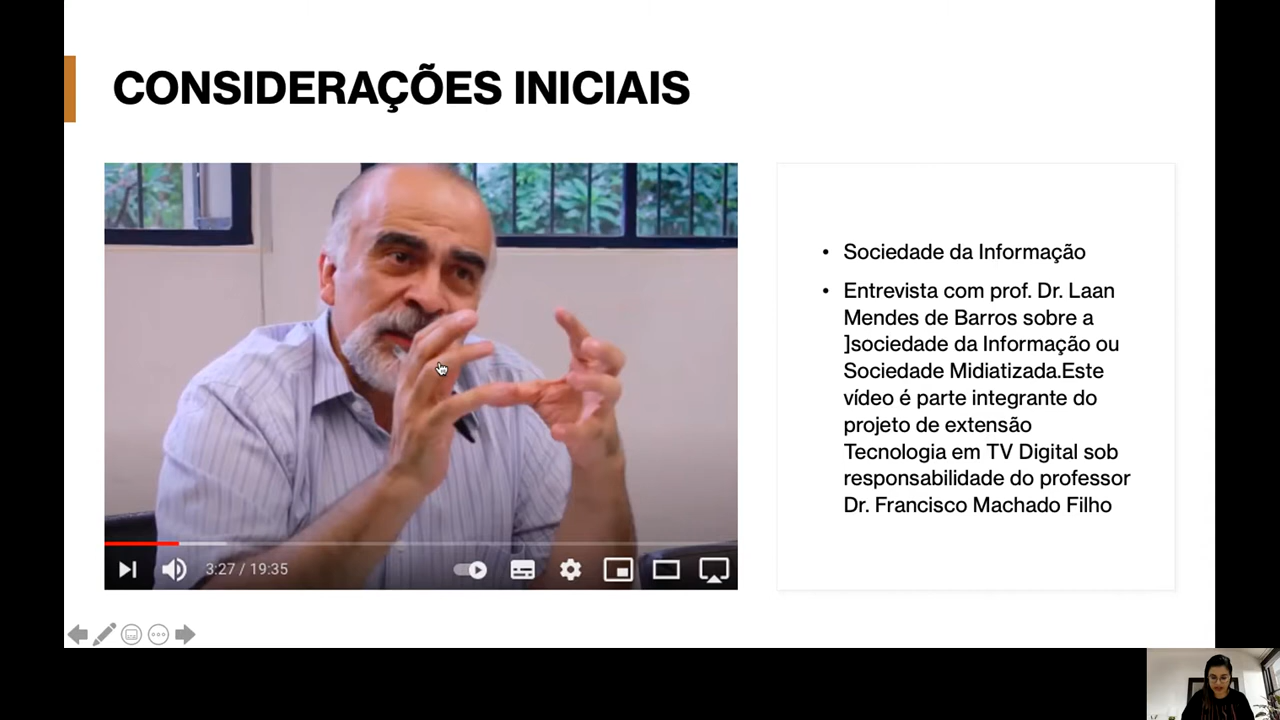 CONSIDERAÇÕES INICIAIS
3:27 / 19:35
• Sociedade da Informação
• Entrevista com prof. Dr. Laan
Mendes de Barros sobre a
]sociedade da Informação ou
Sociedade Midiatizada.Este
vídeo é parte integrante do
projeto de extensão
Tecnologia em TV Digital sob
responsabilidade do professor
Dr. Francisco Machado Filho